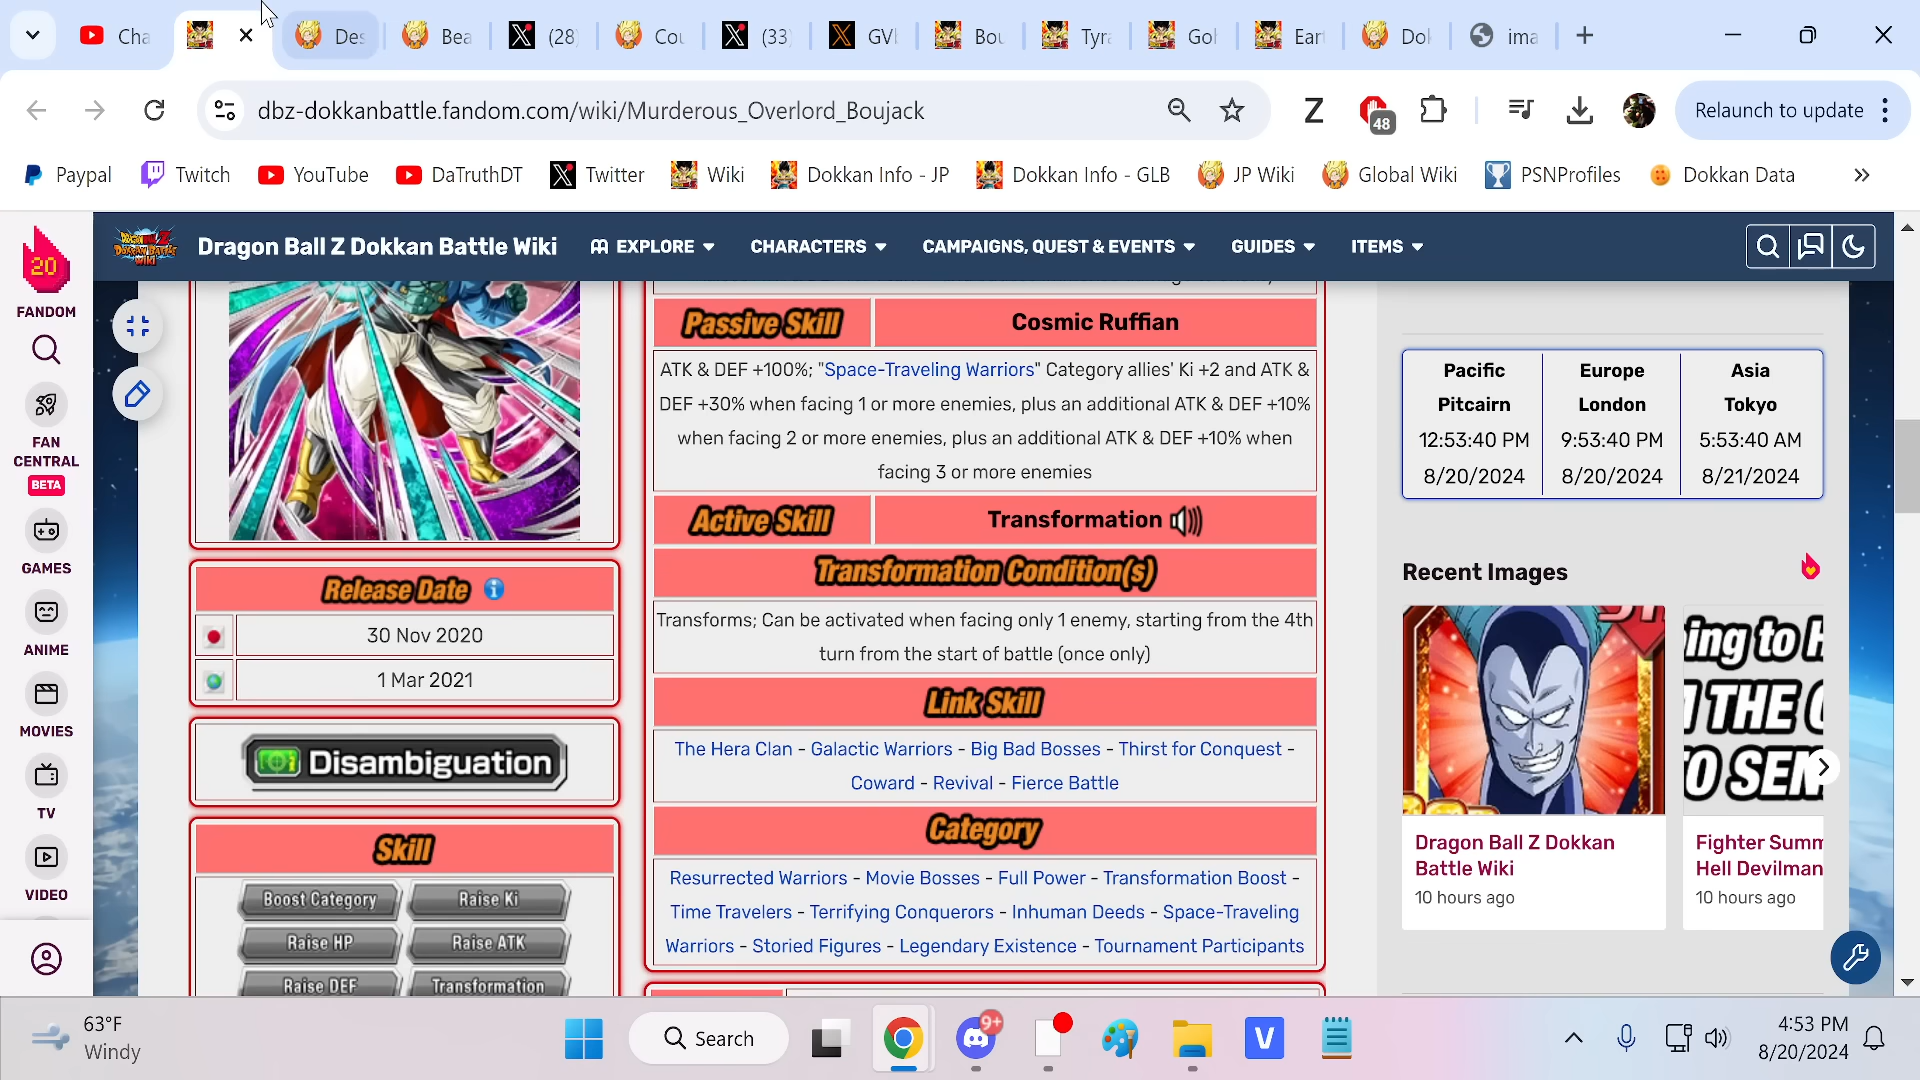 Cha
Des
Bea
(28
Cou
(33
GV
Bou
Tyra
Goh
Eart
Dok
ima
dbz-dokkanbattle.fandom.com/wiki/Murderous_Overlord_Boujack
Z
48
Relaunch to update
Paypal
Twitch
YouTube
DaTruthDT
Twitter
Wiki
Dokkan Info - JP
Dokkan Info - GLB
JP Wiki
Global Wiki
PSNProfiles
Dokkan Data
Dragon Ball Z Dokkan Battle Wiki
EXPLORE
CHARACTERS
CAMPAIGNS, QUEST & EVENTS
GUIDES
ITEMS
20
FANDOM
FAN
CENTRAL
BETA
GAMES
ANIME
MOVIES
TV
VIDEO
Release Date
30 Nov 2020
1 Mar 2021
Disambiguation
Skill
Boost Category
Raise Ki
Raise HP
Raise ATK
Raise DEF
Transformation
Passive Skill
Cosmic Ruffian
ATK & DEF +100%; "Space-Traveling Warriors" Category allies' Ki +2 and ATK &
DEF +30% when facing 1 or more enemies, plus an additional ATK & DEF +10%
when facing 2 or more enemies, plus an additional ATK & DEF +10% when
facing 3 or more enemies
Active Skill
Transformation
Transformation Condition(s)
Transforms; Can be activated when facing only 1 enemy, starting from the 4th
turn from the start of battle (once only)
Link Skill
The Hera Clan - Galactic Warriors - Big Bad Bosses - Thirst for Conquest -
Coward - Revival - Fierce Battle
Category
Resurrected Warriors - Movie Bosses - Full Power - Transformation Boost -
Time Travelers - Terrifying Conquerors - Inhuman Deeds - Space-Traveling
Warriors - Storied Figures - Legendary Existence - Tournament Participants
Pacific
Pitcairn
12:53:40 PM
8/20/2024
Europe
London
9:53:40 PM
8/20/2024
Asia
Tokyo
5:53:40 AM
8/21/2024
Recent Images
Dragon Ball Z Dokkan
Battle Wiki
10 hours ago
ing to H
THE
O SEN
Fighter Summ
Hell Devilman
10 hours ago
63°F
Windy
Search
9+
V
4:53 PM
8/20/2024